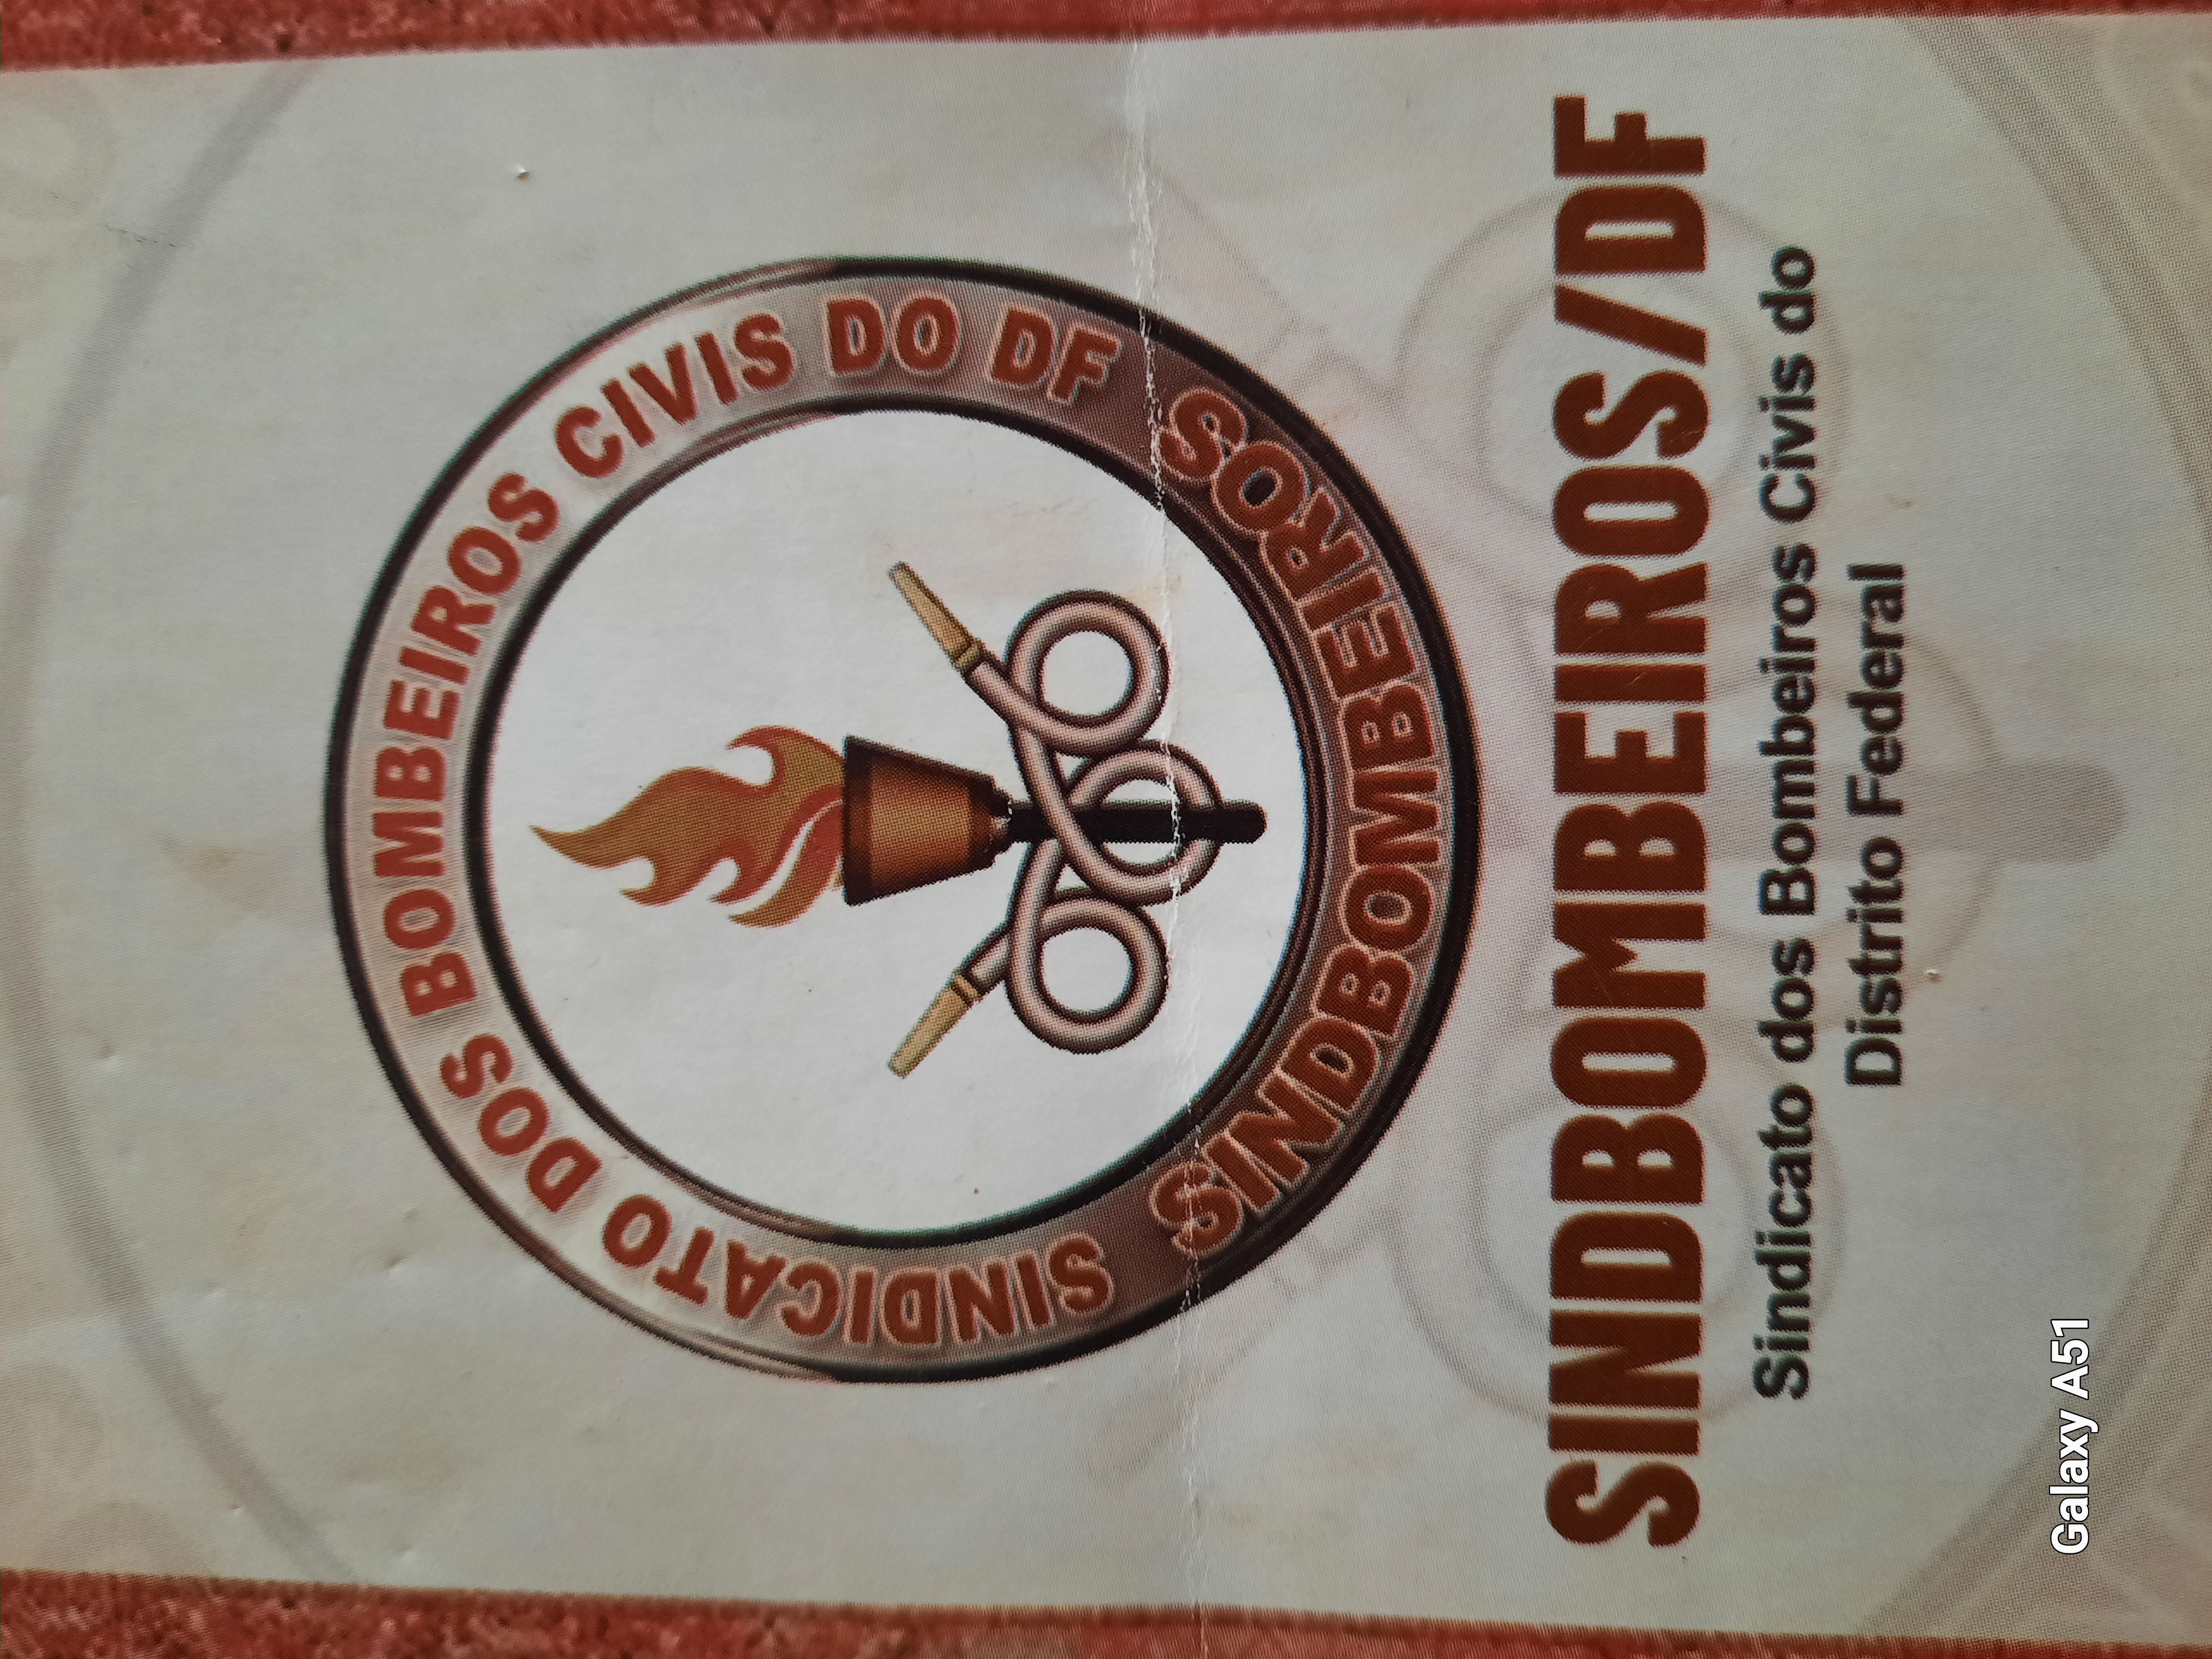 SINDICATO DOS BOMBEIROS CIVIS DO DF
SINDBOMBEIROS
SINDBOMBEIROS/DF
Sindicato dos Bombeiros Civis do
Distrito Federal
Galaxy A51